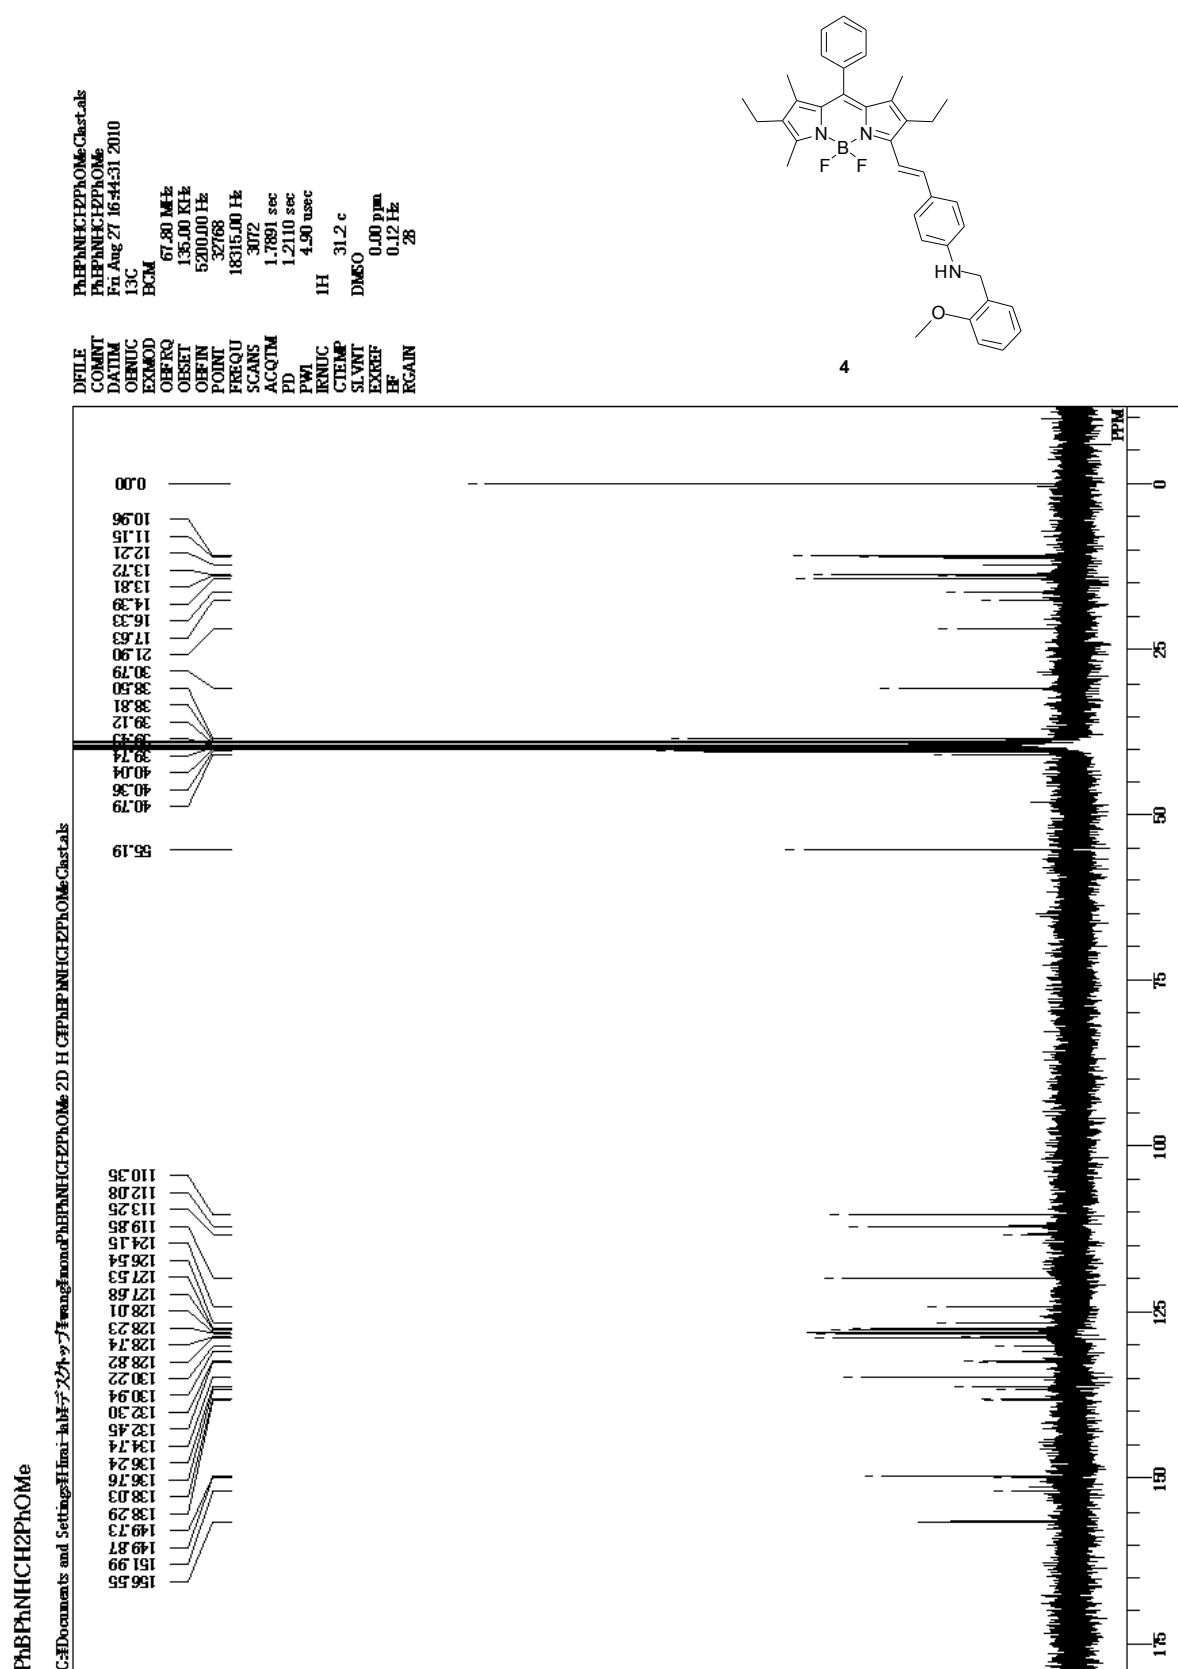 PhBPhNHCH2PhOMe
C:¥Documents and Settings¥Hirai-lab¥デスクトップ¥wang¥monoPhBPhNHCH2PhOMe 2D H C¥PhBPhNHCH2PhOMeClast.als
DFILE PhBPhNHCH2PhOMeClast.als
COMNT PhBPhNHCH2PhOMe
DATIM Fri Aug 27 16:44:31 2010
OBNUC 13C
EXMOD BCM
OBFRQ 67.80 MHz
OBSET 135.00 KHz
OBFIN 5200.00 Hz
POINT 32768
FREQU 18315.00 Hz
SCANS 3072
ACQTM 1.7891 sec
PD 1.2110 sec
PW1 4.90 usec
IRNUC 1H
CTEMP 31.2 c
SLVNT DMSO
EXREF 0.00 ppm
BF 0.12 Hz
RGAIN 28
N
N
B
F
F
HN
O
4
0.00
10.96
11.15
12.21
13.72
13.81
14.39
16.33
17.63
21.90
30.79
38.50
38.81
39.12
39.43
39.74
40.04
40.36
40.79
55.19
110.35
112.08
113.25
119.85
124.15
126.54
127.53
127.68
128.01
128.23
128.74
128.82
130.22
130.94
132.30
132.45
134.74
136.24
136.76
138.03
138.29
149.73
149.87
151.99
156.55
PPM
0
25
50
75
100
125
150
175